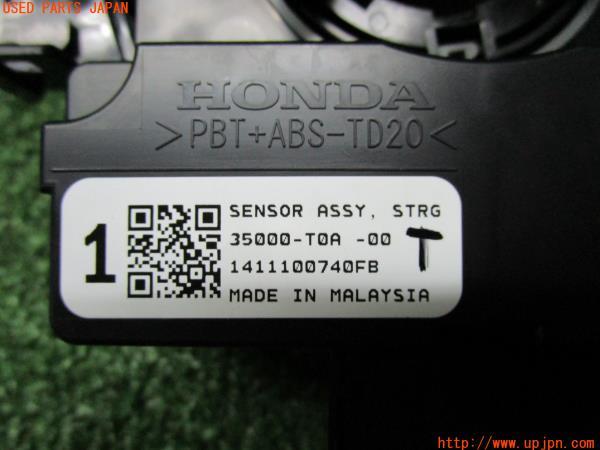 USED PARTS JAPAN
HONDA
>PBT+ABS-TD20<
1
SENSOR ASSY, STRG
35000-T0A -00
T
1411100740FB
MADE IN MALAYSIA
http://www.upjpn.com